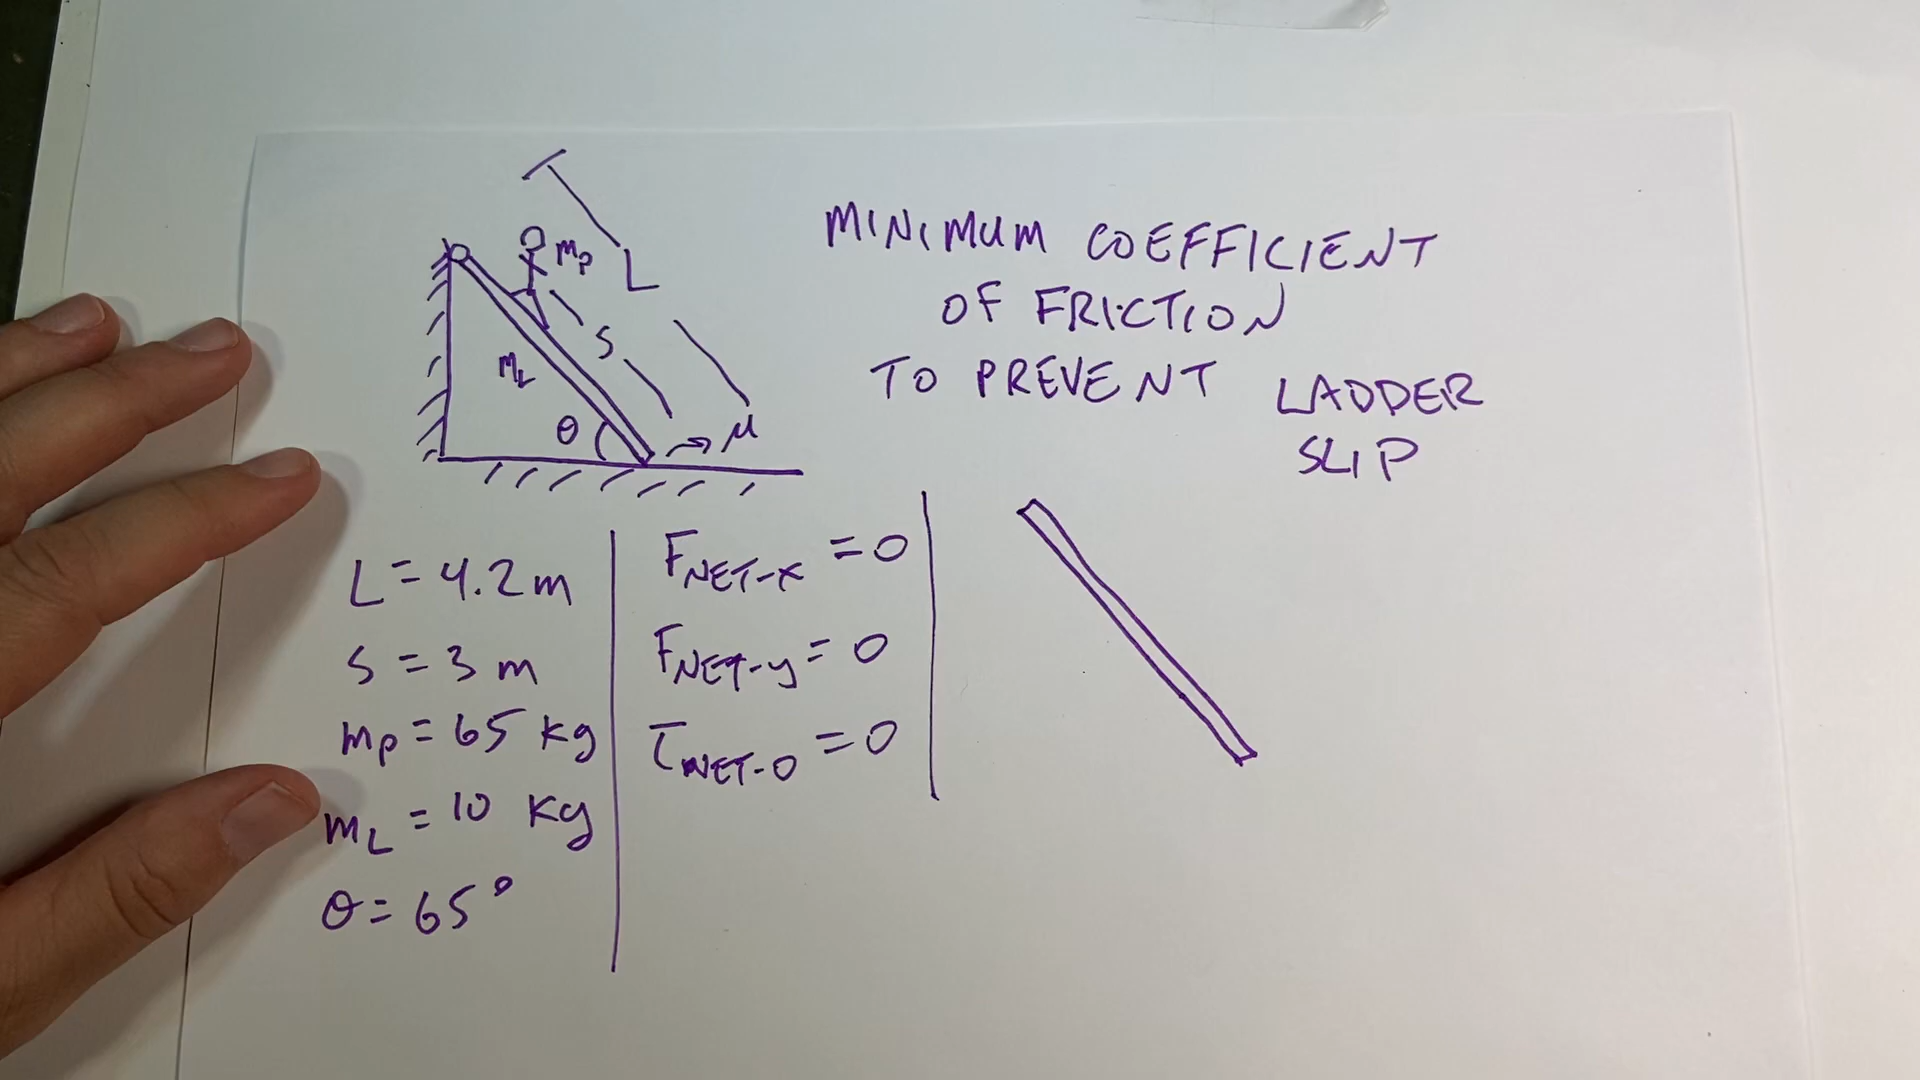 MINIMUM COEFFICIENT
OF FRICTION
TO PREVENT LADDER
SLIP
mp
L
S
mL
θ
μ
L = 4.2 m
S = 3 m
mp = 65 kg
mL = 10 kg
θ = 65°
FNET-x = 0
FNET-y = 0
τNET-O = 0